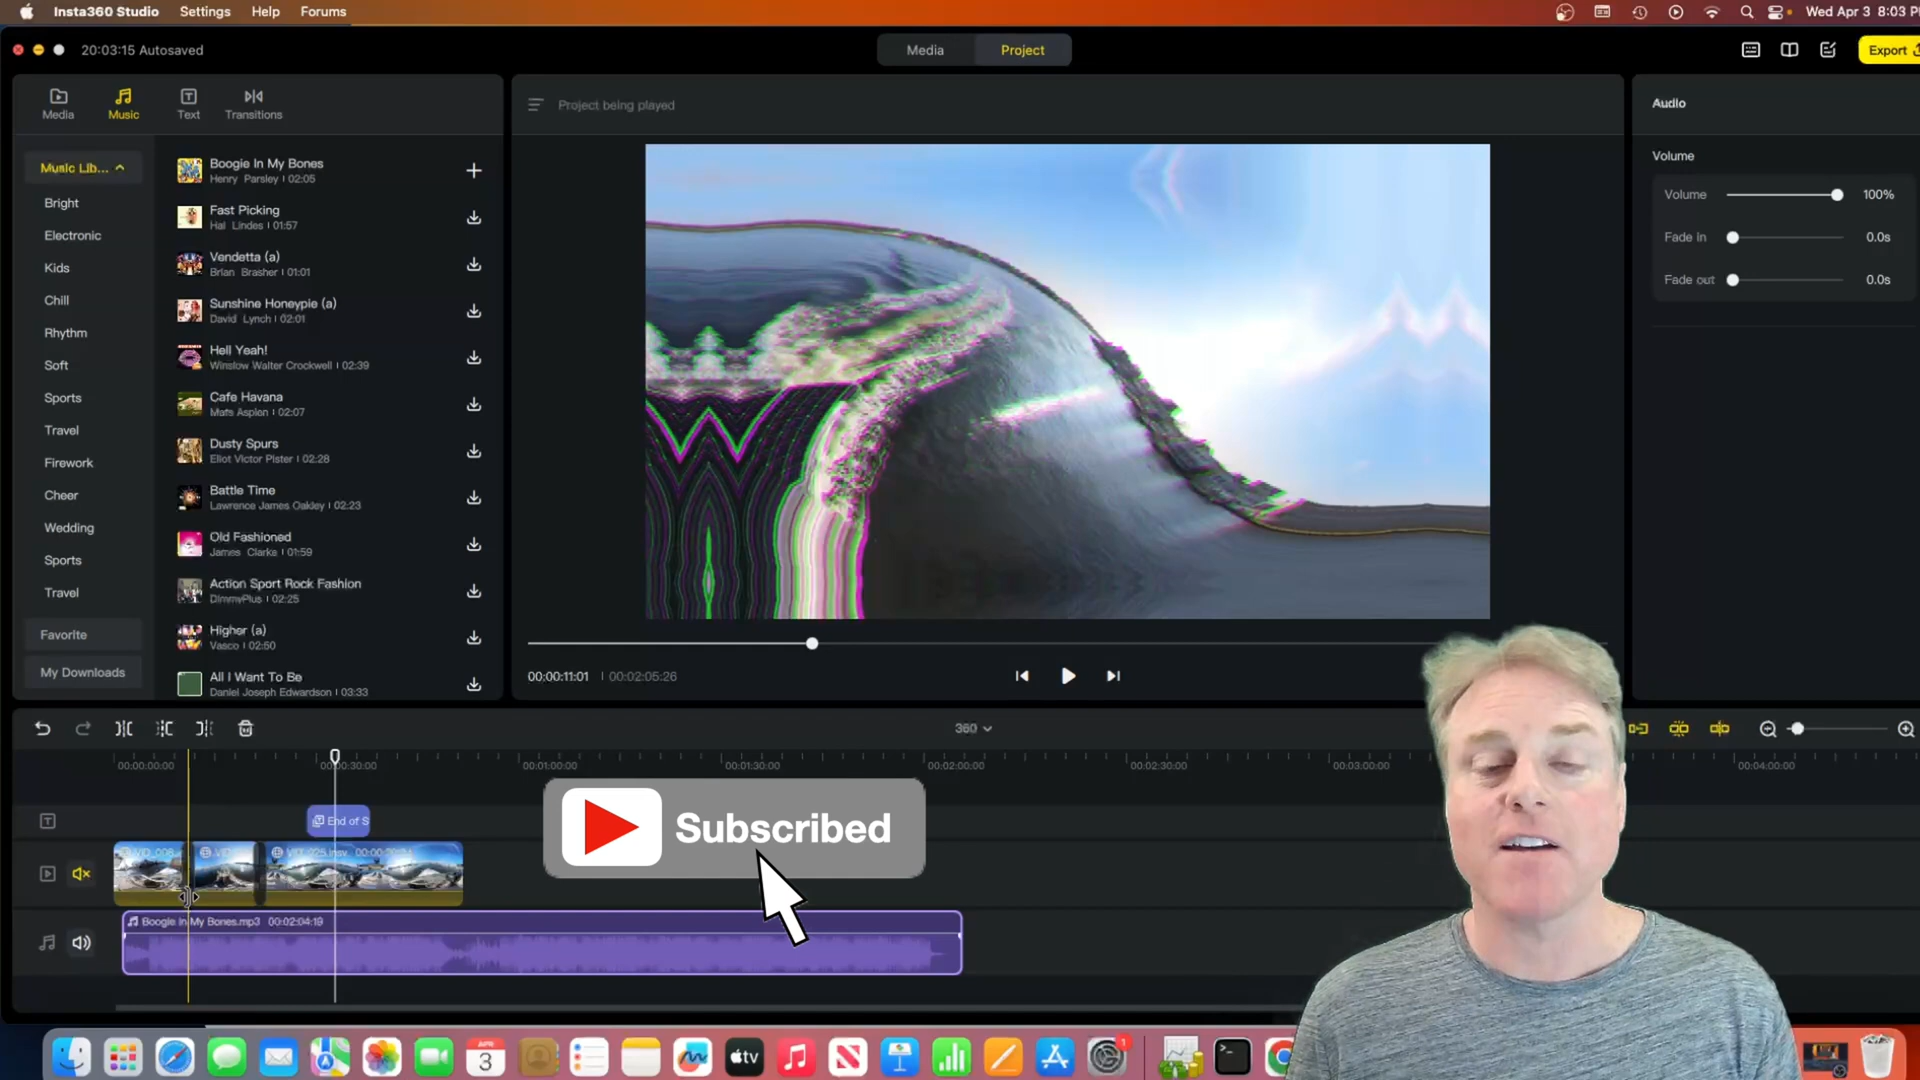 Insta360 Studio Settings Help Forums
Wed Apr 3 8:03 P
20:03:15 Autosaved
Media Project
Export
Media Music Text Transitions
Project being played
Audio
Music Lib...
Bright
Electronic
Kids
Chill
Rhythm
Soft
Sports
Travel
Firework
Cheer
Wedding
Sports
Travel
Favorite
My Downloads
Boogie In My Bones
Henry Parsley | 02:05
Fast Picking
Hal Lindes | 01:57
Vendetta (a)
Brian Brasher | 01:01
Sunshine Honeypie (a)
David Lynch | 02:01
Hell Yeah!
Winslow Walter Crockwell | 02:39
Cafe Havana
Mats Asplen | 02:07
Dusty Spurs
Eliot Victor Pister | 02:28
Battle Time
Lawrence James Oakley | 02:23
Old Fashioned
James Clarke | 01:59
Action Sport Rock Fashion
DimmyPlus | 02:25
Higher (a)
Vasco | 02:50
All I Want To Be
Daniel Joseph Edwardson | 03:33
Volume
Volume 100%
Fade in 0.0s
Fade out 0.0s
00:00:11:01 | 00:02:05:26
360
00:00:00:00 00:00:30:00 00:01:00:00 00:01:30:00 00:02:00:00 00:02:30:00 00:03:00:00 00:04:00:00
End of S
Subscribed
Boogie In My Bones.mp3 00:02:04:19
APR
3
tv
1